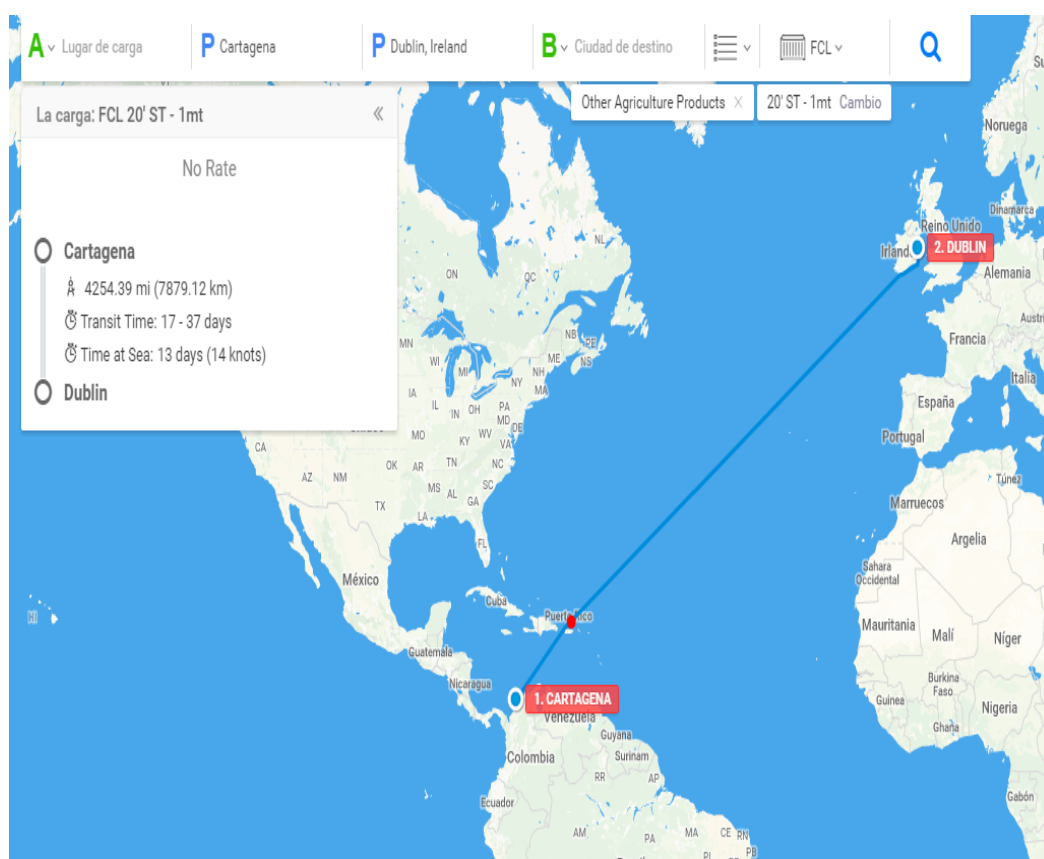 A Lugar de carga P Cartagena P Dublin, Ireland B Ciudad de destino FCL
Other Agriculture Products × 20' ST - 1mt Cambio
La carga: FCL 20' ST - 1mt «
No Rate
Cartagena
4254.39 mi (7879.12 km)
Transit Time: 17 - 37 days
Time at Sea: 13 days (14 knots)
Dublin
Su
Noruega
Dinamarca
Reino Unido
2. DUBLIN
Alemania
Austri
Francia
Italia
España
Portugal
Túnez
Marruecos
Argelia
Sahara
Occidental
Mauritania
Malí
Níger
Burkina
Faso
Guinea
Nigeria
Ghana
Gabón
NL
ON
QC
NB
PE
MN
WI
MI
ME
NS
NH
NY
MA
IA
IL
IN
OH
PA
MD
DE
MO
KY
WV
VA
CA
AZ
NM
OK
AR
TN
NC
SC
MS
AL
GA
TX
LA
FL
México
Cuba
HI
Guatemala
Nicaragua
1. CARTAGENA
Venezuela
Guyana
Surinam
Colombia
RR
AP
Ecuador
AM
PA
MA
CE
RN
PB
PI